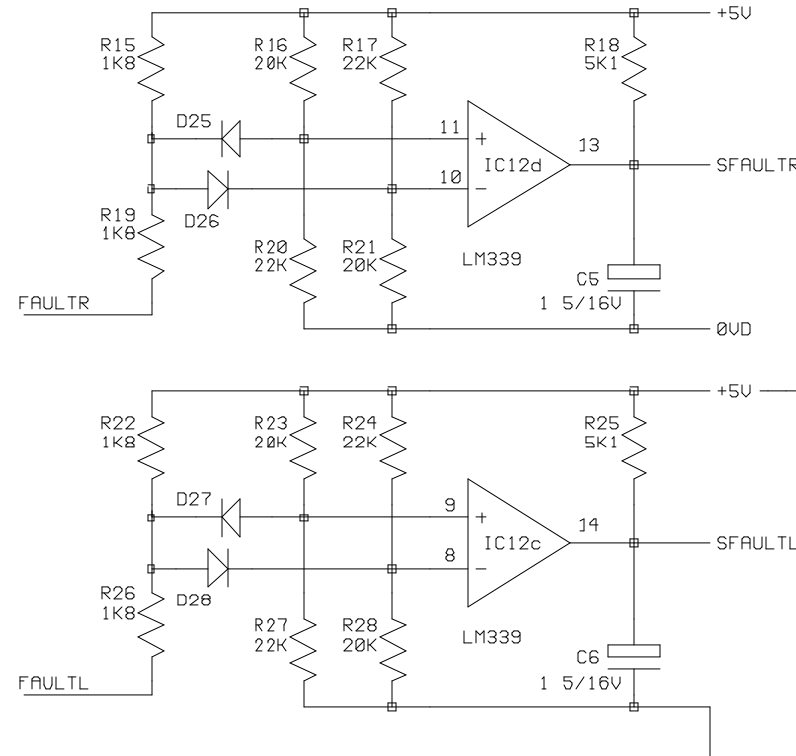 +5V
R15
1K8
R16
20K
R17
22K
R18
5K1
D25
11
+
13
IC12d
SFAULTR
10
−
D26
R19
1K8
R20
22K
R21
20K
LM339
C5
1 5/16V
FAULTR
0VD
+5V
R22
1K8
R23
20K
R24
22K
R25
5K1
D27
9
+
14
IC12c
SFAULTL
8
−
D28
R26
1K8
R27
22K
R28
20K
LM339
C6
1 5/16V
FAULTL